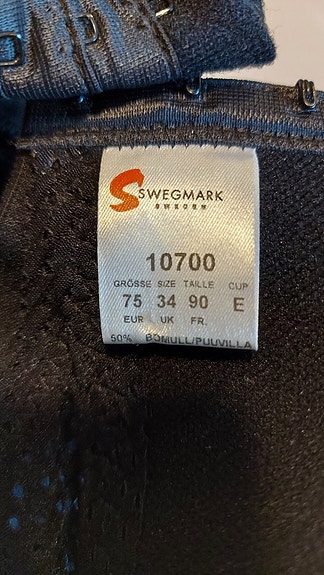 SWEGMARK
SWEDEN
10700
GRÖSSE SIZE TAILLE CUP
75 34 90 E
EUR UK FR.
50% BOMULL/PUUVILLA